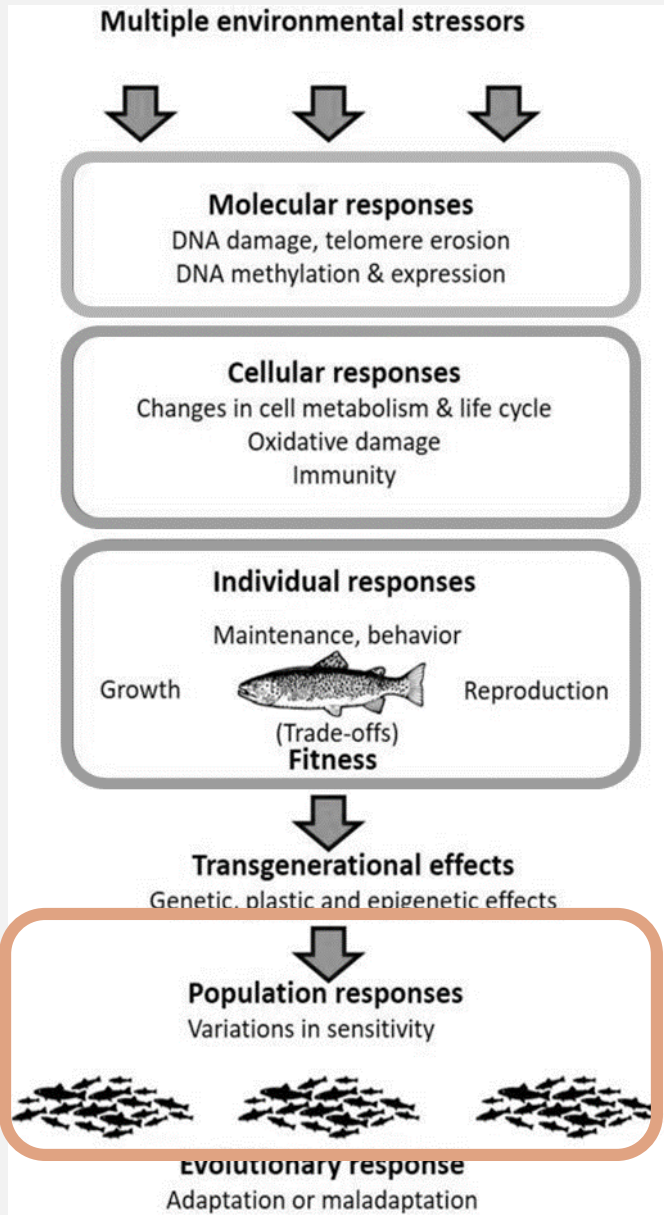 Multiple environmental stressors
Molecular responses
DNA damage, telomere erosion
DNA methylation & expression
Cellular responses
Changes in cell metabolism & life cycle
Oxidative damage
Immunity
Individual responses
Maintenance, behavior
Growth
Reproduction
(Trade-offs)
Fitness
Transgenerational effects
Genetic, plastic and epigenetic effects
Population responses
Variations in sensitivity
Evolutionary response
Adaptation or maladaptation